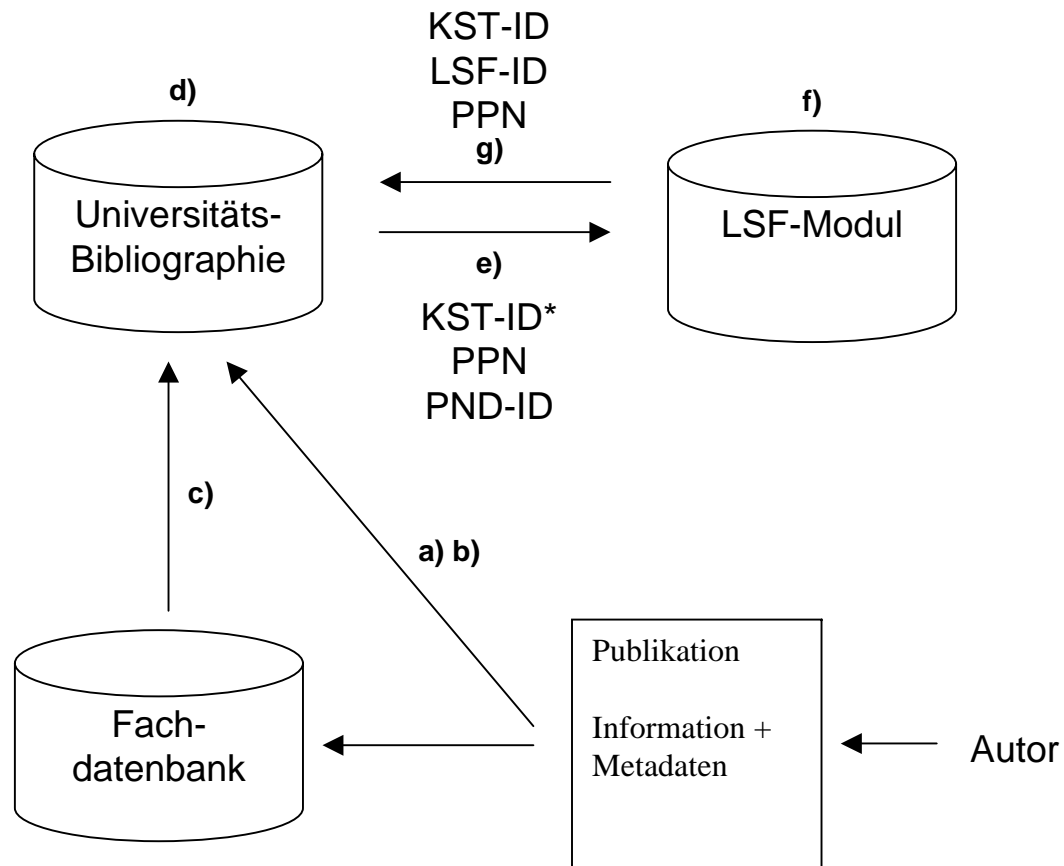 KST-ID
LSF-ID
PPN
d)
f)
g)
Universitäts-
Bibliographie
LSF-Modul
e)
KST-ID*
PPN
PND-ID
c)
a) b)
Publikation
Information +
Metadaten
Fach-
datenbank
Autor